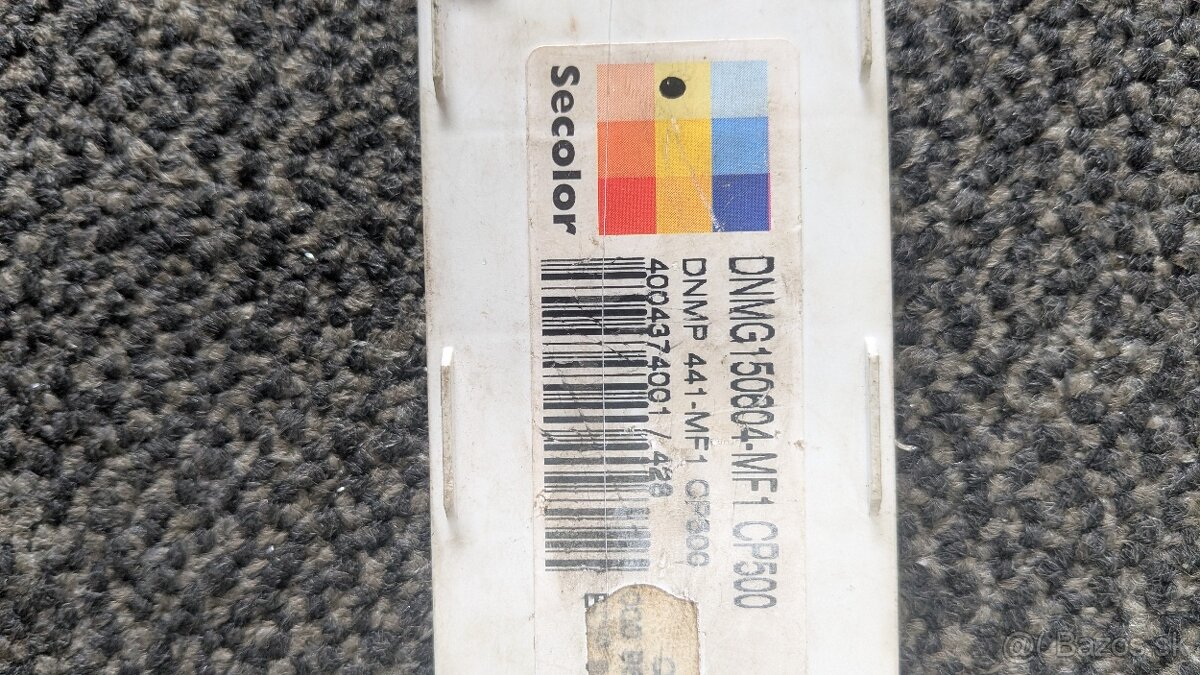 Secolor
DNMG150604-MF1 CP500
DNMP 441-MF1 CP500
4004374001 / 428
@ Bazos.sk